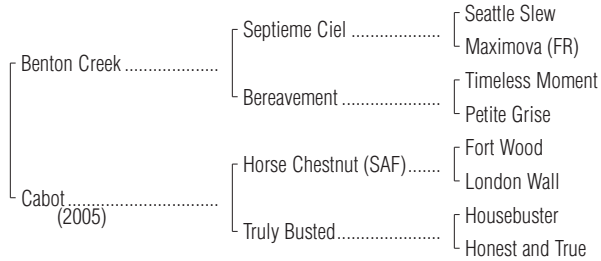 Seattle Slew
Septieme Ciel ...................
Maximova (FR)
Benton Creek ....................
Timeless Moment
Bereavement .....................
Petite Grise
Fort Wood
Horse Chestnut (SAF).......
London Wall
Cabot................................
(2005)
Housebuster
Truly Busted......................
Honest and True